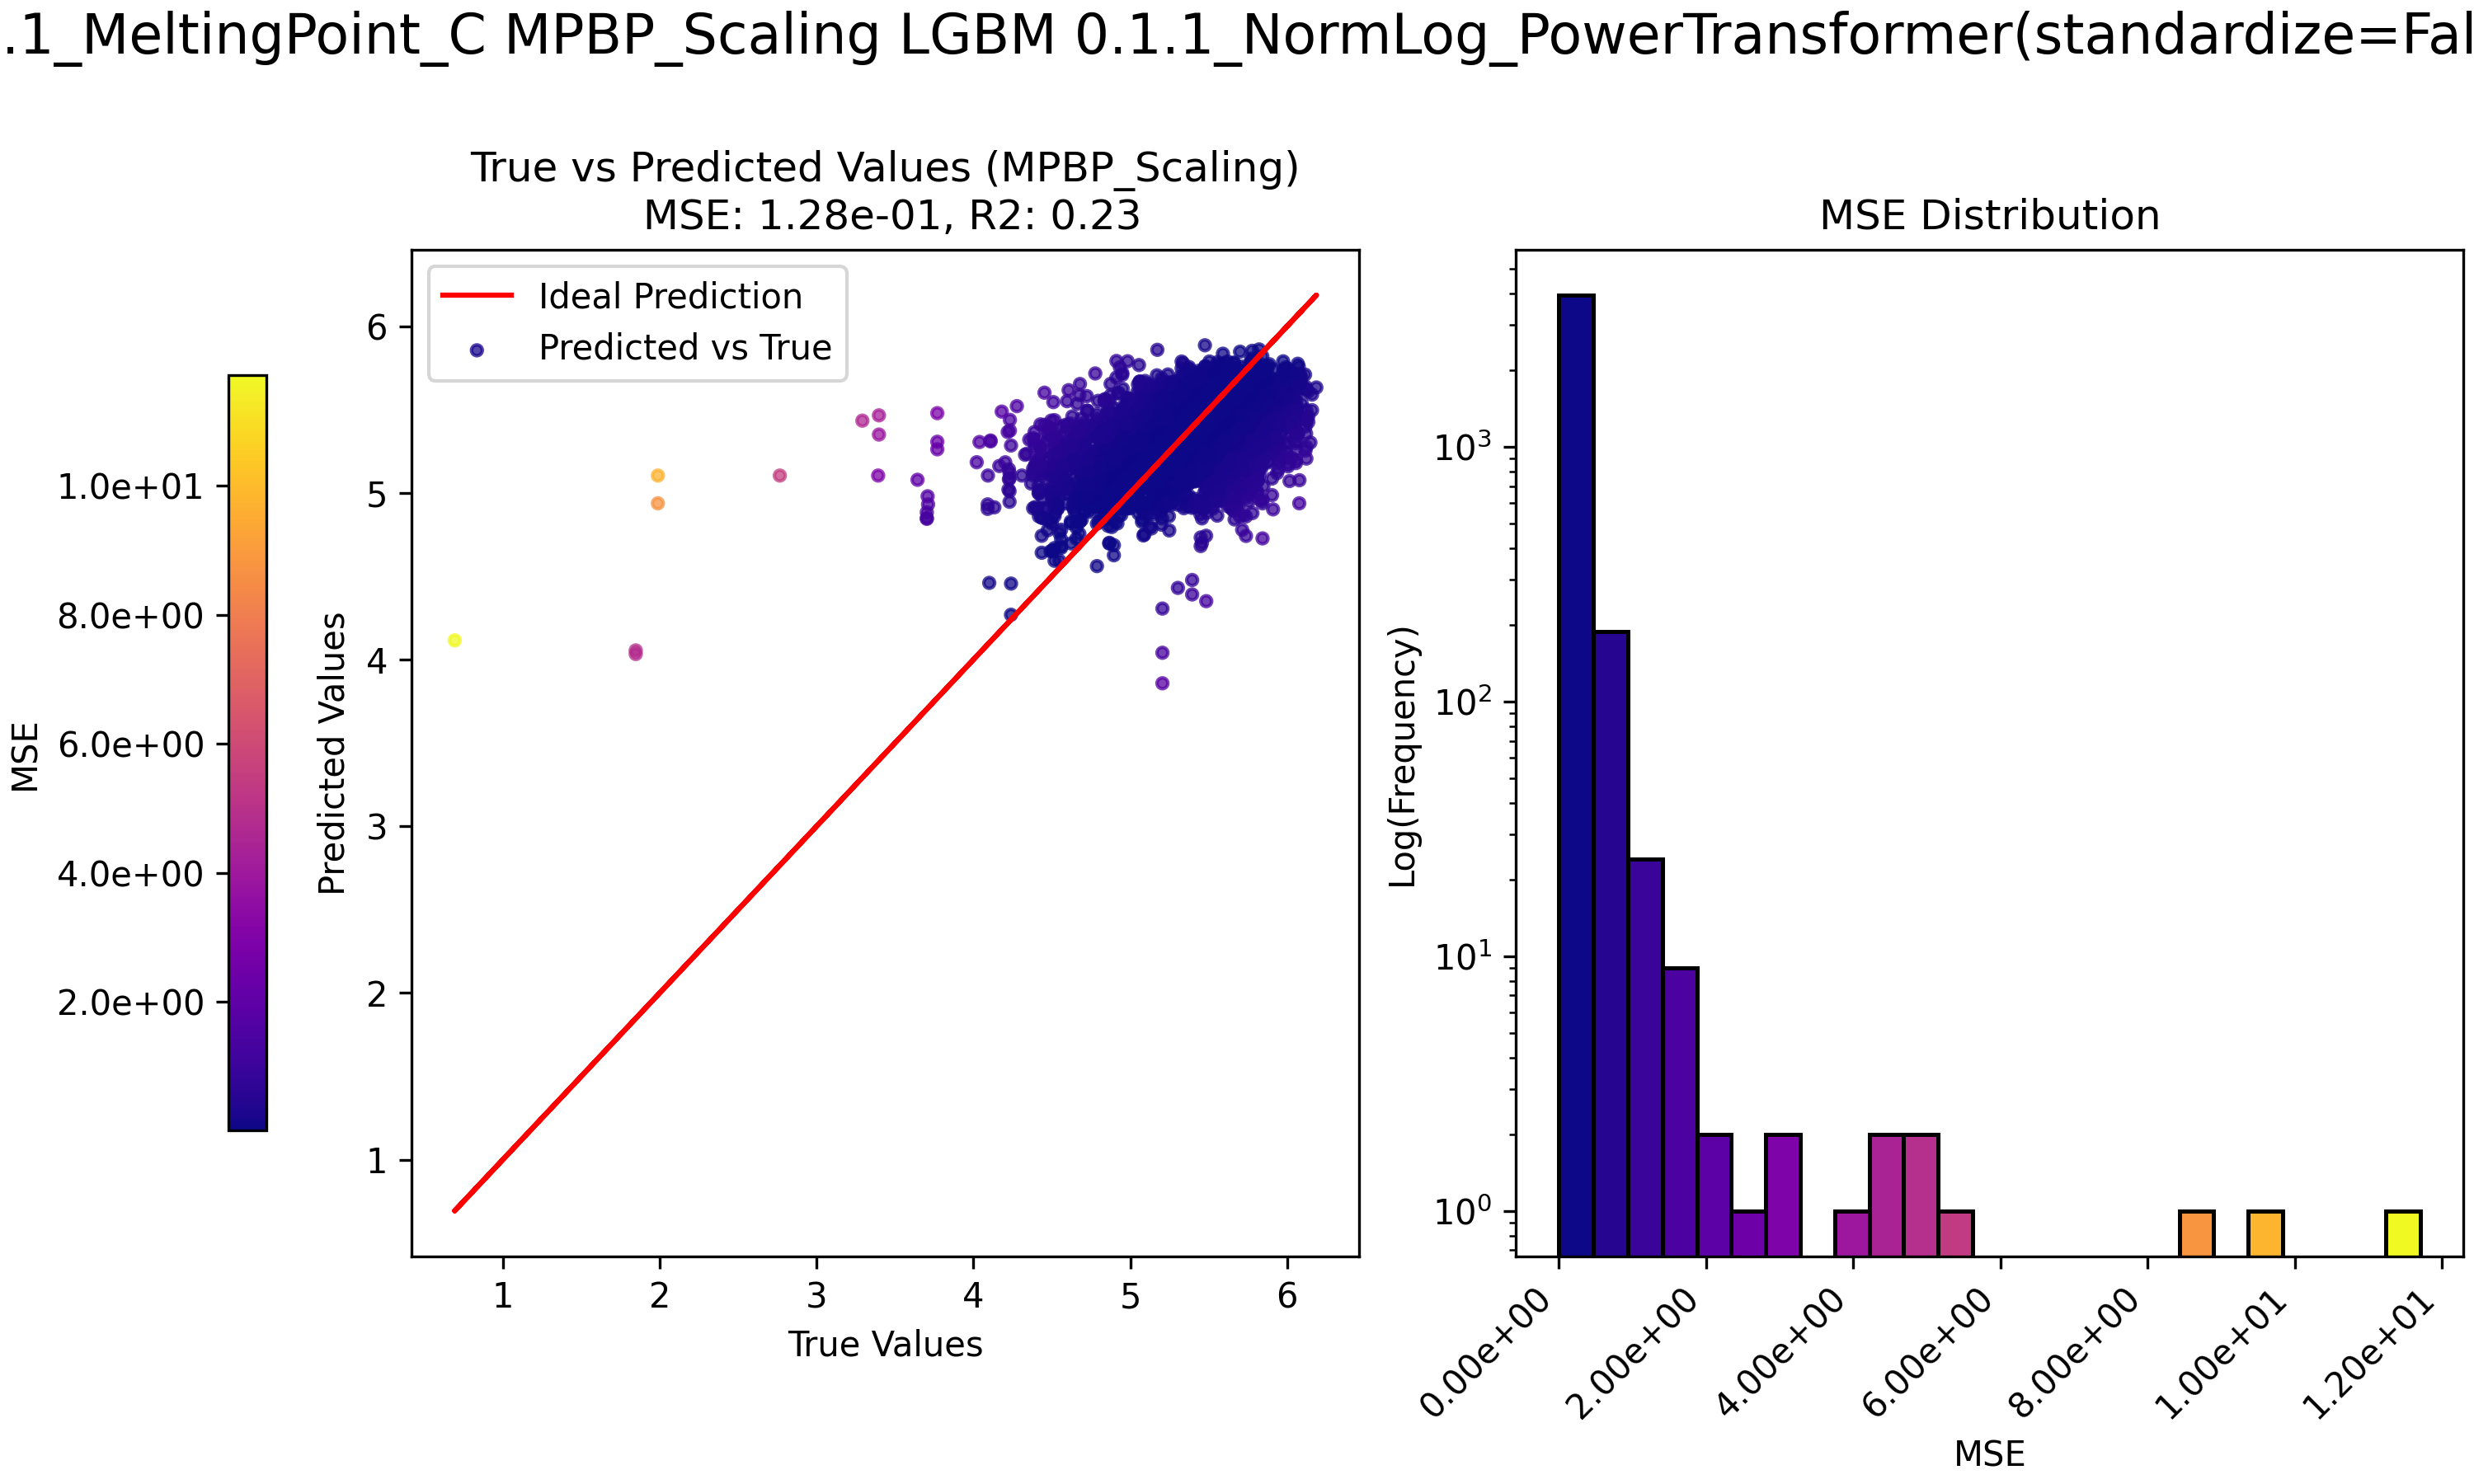 .1_MeltingPoint_C MPBP_Scaling LGBM 0.1.1_NormLog_PowerTransformer(standardize=Fal
True vs Predicted Values (MPBP_Scaling)
MSE: 1.28e-01, R2: 0.23
Ideal Prediction
Predicted vs True
MSE
1.0e+01
8.0e+00
6.0e+00
4.0e+00
2.0e+00
Predicted Values
6
5
4
3
2
1
1
2
3
4
5
6
True Values
MSE Distribution
Log(Frequency)
10³
10²
10¹
10⁰
0.00e+00
2.00e+00
4.00e+00
6.00e+00
8.00e+00
1.00e+01
1.20e+01
MSE